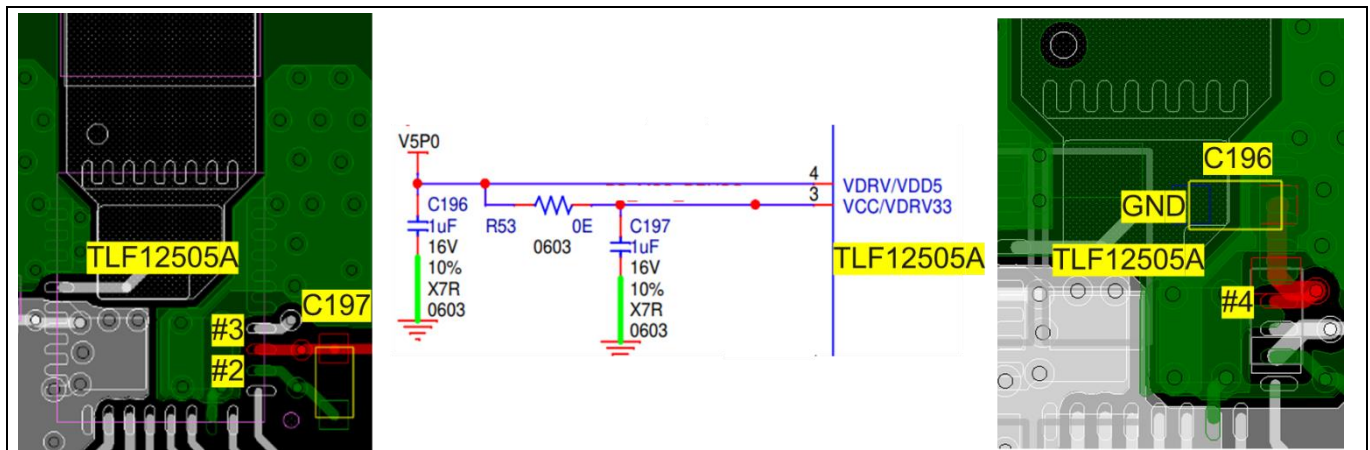 TLF12505A
C197
#3
#2
V5P0
C196
1uF
16V
10%
X7R
0603
R53
0E
0603
C197
1uF
16V
10%
X7R
0603
4
VDRV/VDD5
3
VCC/VDRV33
TLF12505A
C196
GND
TLF12505A
#4